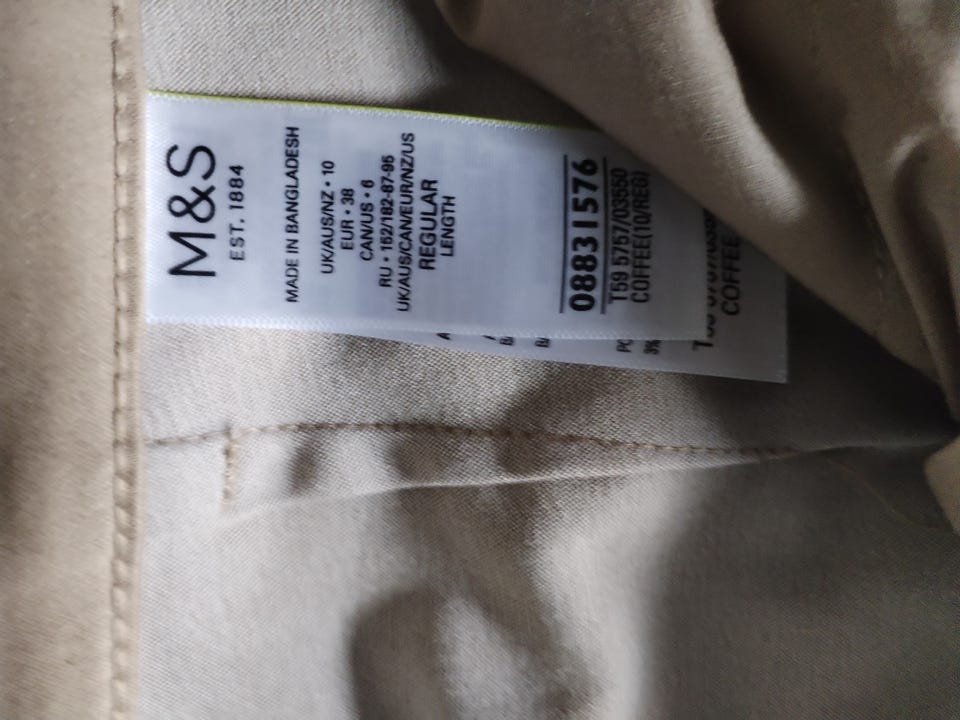 M&S
EST. 1884
MADE IN BANGLADESH
UK/AUS/NZ • 10
EUR • 38
CAN/US • 6
RU • 152/182-87-95
UK/AUS/CAN/EUR/NZ/US
REGULAR
LENGTH
08831576
T59 5757/03550
COFFEE(10/REG)
3%
COFFEE